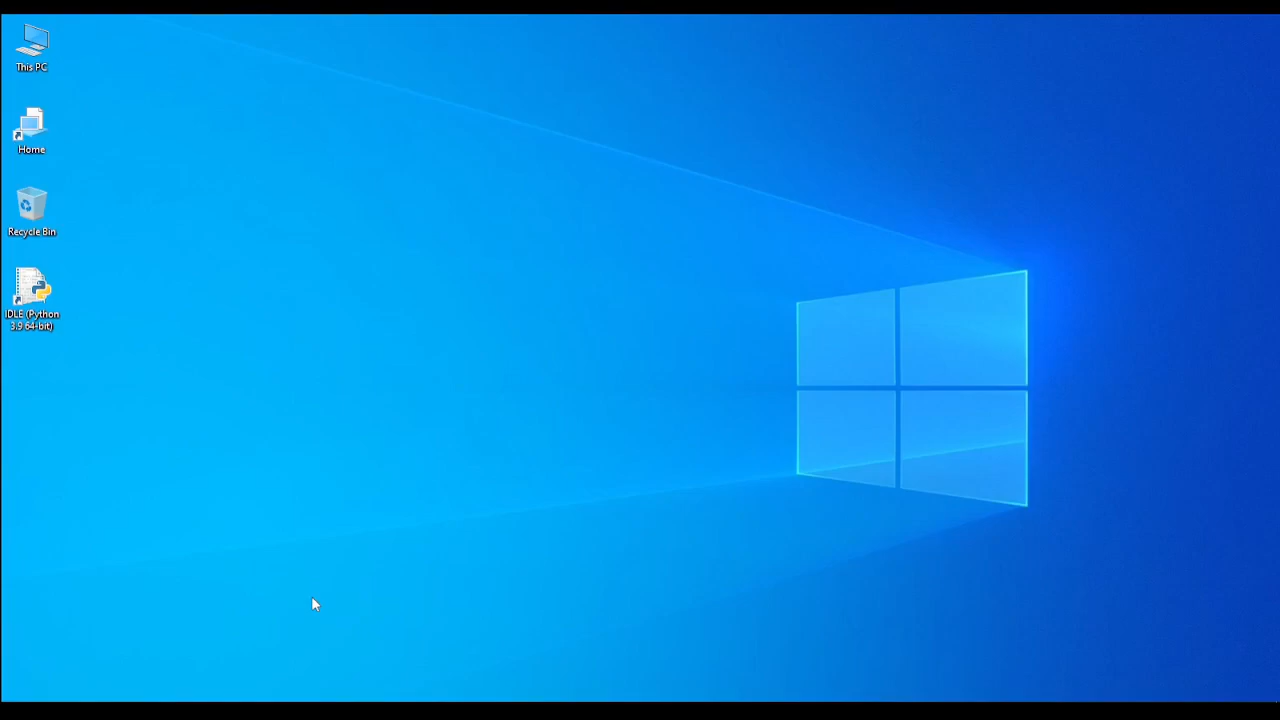 This PC
Home
Recycle Bin
IDLE (Python
3.9 64-bit)